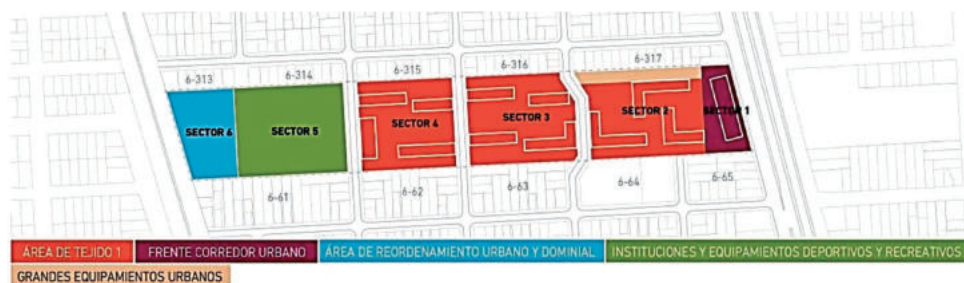 6-313
6-314
6-315
6-316
6-317
SECTOR 6
SECTOR 5
SECTOR 4
SECTOR 3
SECTOR 2
SECTOR 1
6-61
6-62
6-63
6-64
6-65
ÁREA DE TEJIDO 1
FRENTE CORREDOR URBANO
ÁREA DE REORDENAMIENTO URBANO Y DOMINIAL
INSTITUCIONES Y EQUIPAMIENTOS DEPORTIVOS Y RECREATIVOS
GRANDES EQUIPAMIENTOS URBANOS